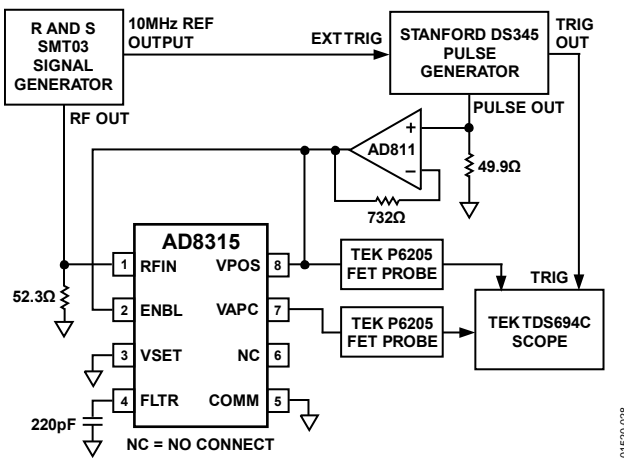 R AND S
SMT03
SIGNAL
GENERATOR
10MHz REF
OUTPUT
EXT TRIG
STANFORD DS345
PULSE
GENERATOR
TRIG
OUT
RF OUT
PULSE OUT
+
AD811
−
49.9Ω
732Ω
AD8315
1 RFIN
VPOS 8
TEK P6205
FET PROBE
TRIG
52.3Ω
2 ENBL
VAPC 7
TEK P6205
FET PROBE
TEK TDS694C
SCOPE
3 VSET
NC 6
4 FLTR
COMM 5
220pF
NC = NO CONNECT
01520-028